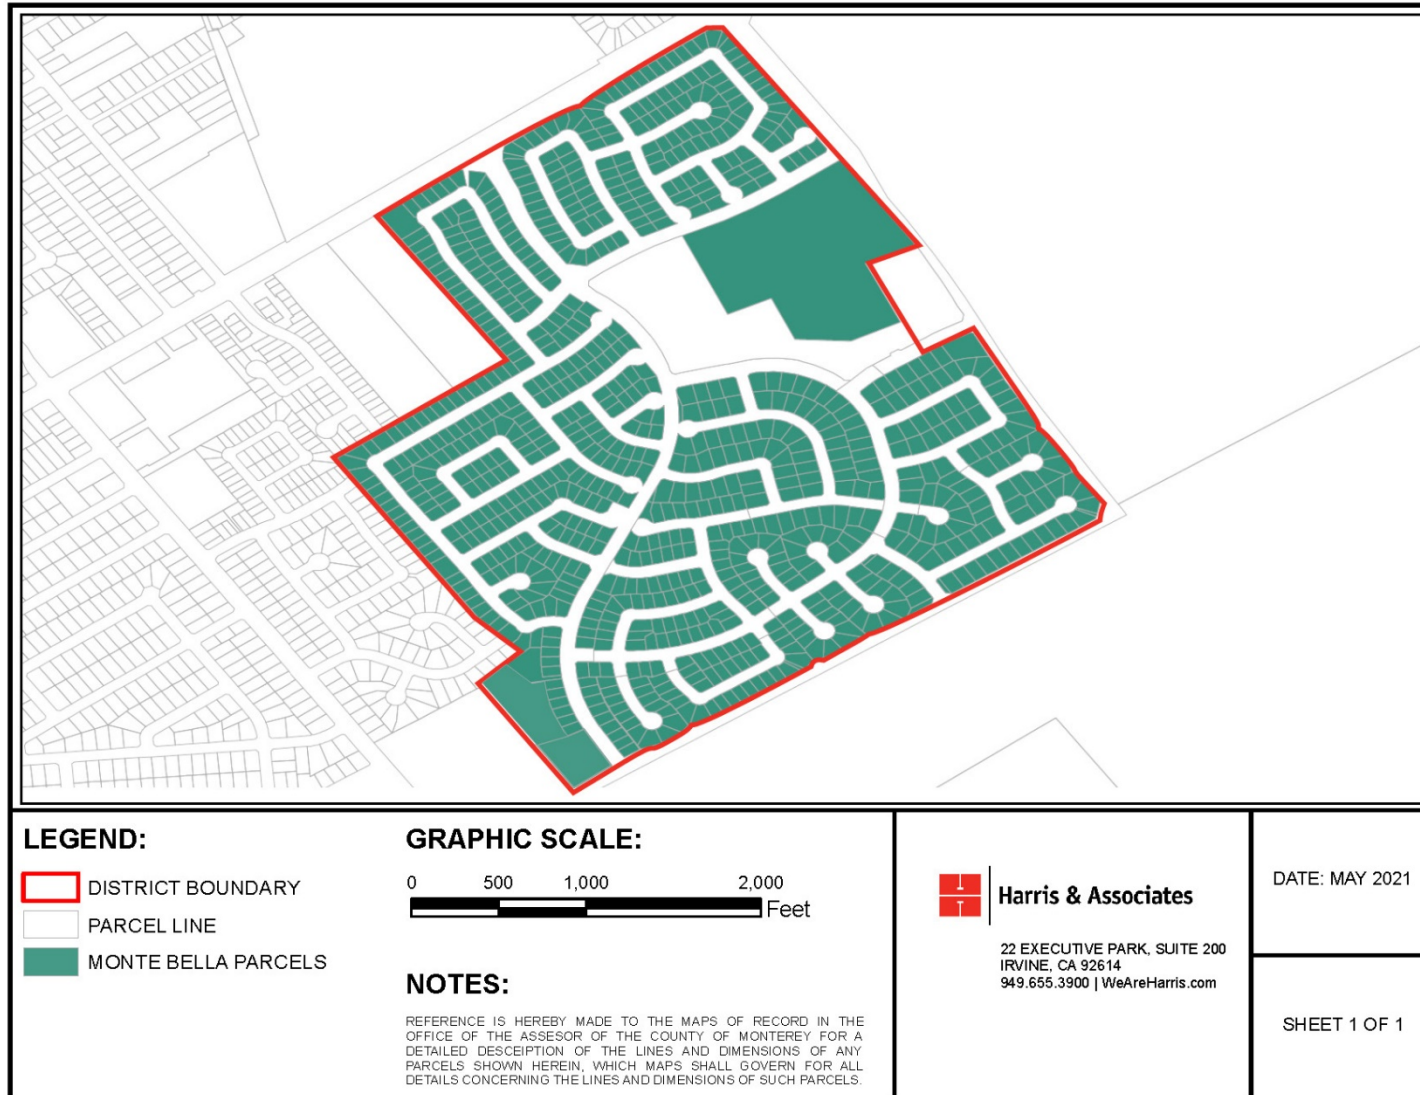 LEGEND:
DISTRICT BOUNDARY
PARCEL LINE
MONTE BELLA PARCELS
GRAPHIC SCALE:
0 500 1,000 2,000
Feet
NOTES:
REFERENCE IS HEREBY MADE TO THE MAPS OF RECORD IN THE
OFFICE OF THE ASSESOR OF THE COUNTY OF MONTEREY FOR A
DETAILED DESCEIPTION OF THE LINES AND DIMENSIONS OF ANY
PARCELS SHOWN HEREIN, WHICH MAPS SHALL GOVERN FOR ALL
DETAILS CONCERNING THE LINES AND DIMENSIONS OF SUCH PARCELS.
Harris & Associates
22 EXECUTIVE PARK, SUITE 200
IRVINE, CA 92614
949.655.3900 | WeAreHarris.com
DATE: MAY 2021
SHEET 1 OF 1